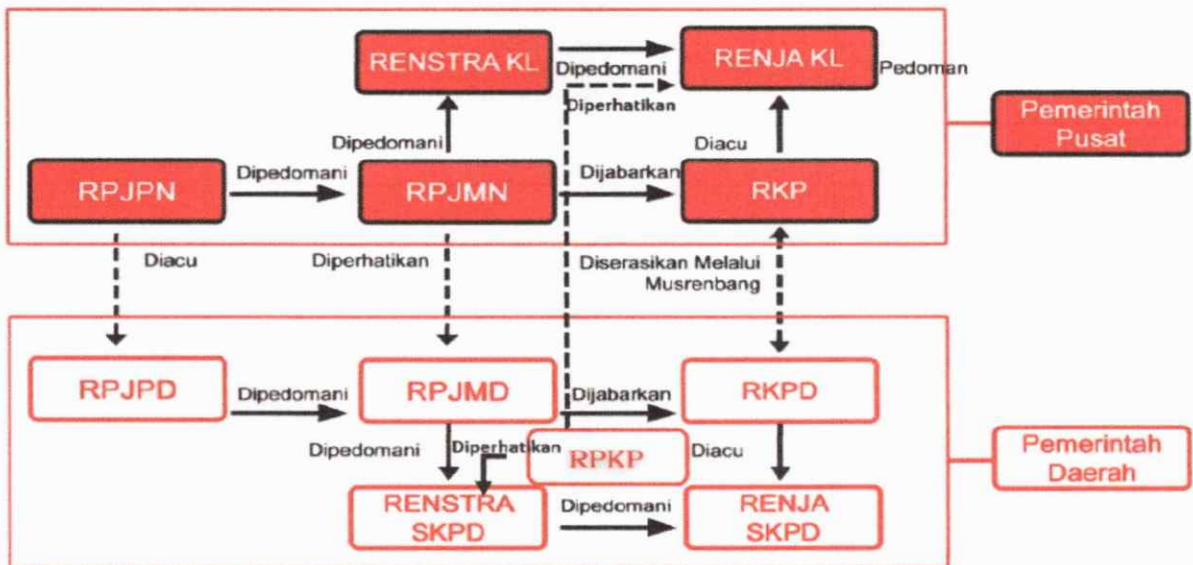 RENSTRA KL
Dipedomani
RENJA KL
Pedoman
Diperhatikan
Dipedomani
Diacu
Pemerintah
Pusat
RPJPN
Dipedomani
RPJMN
Dijabarkan
RKP
Diacu
Diperhatikan
Diserasikan Melalui
Musrenbang
RPJPD
Dipedomani
RPJMD
Dijabarkan
RKPD
Dipedomani
Diperhatikan
RPKP
Diacu
Pemerintah
Daerah
RENSTRA
SKPD
Dipedomani
RENJA
SKPD